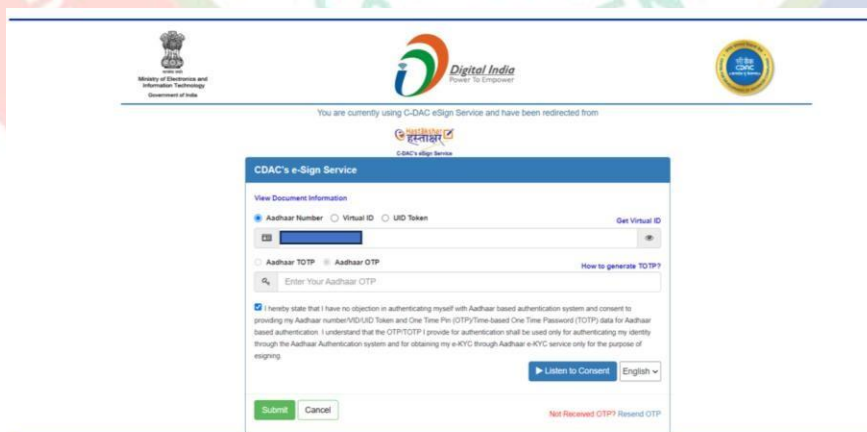 Ministry of Electronics and
Information Technology
Government of India
Digital India
Power To Empower
सी डैक
CDAC
You are currently using C-DAC eSign Service and have been redirected from
हस्ताक्षर
C-DAC's eSign Service
CDAC's e-Sign Service
View Document Information
Aadhaar Number Virtual ID UID Token Get Virtual ID
Aadhaar TOTP Aadhaar OTP How to generate TOTP?
Enter Your Aadhaar OTP
I hereby state that I have no objection in authenticating myself with Aadhaar based authentication system and consent to
providing my Aadhaar number/VID/UID Token and One Time Pin (OTP)/Time-based One Time Password (TOTP) data for Aadhaar
based authentication. I understand that the OTP/TOTP I provide for authentication shall be used only for authenticating my identity
through the Aadhaar Authentication system and for obtaining my e-KYC through Aadhaar e-KYC service only for the purpose of
esigning.
Listen to Consent English
Submit Cancel Not Received OTP? Resend OTP